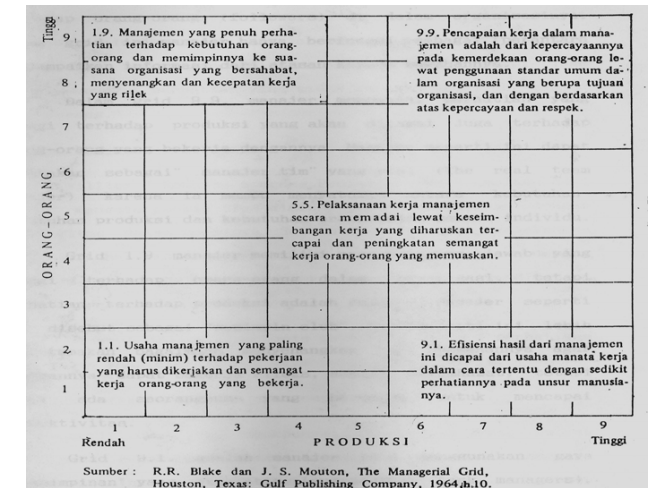 Tinggi
9
1.9. Manajemen yang penuh perha-
tian terhadap kebutuhan orang-
orang dan memimpinnya ke sua-
sana organisasi yang bersahabat,
menyenangkan dan kecepatan kerja
yang rilek
9.9. Pencapaian kerja dalam mana-
jemen adalah dari kepercayaannya
pada kemerdekaan orang-orang le-
wat penggunaan standar umum da-
lam organisasi yang berupa tujuan
organisasi, dan dengan berdasarkan
atas kepercayaan dan respek.
8
7
6
ORANG-ORANG
5
5.5. Pelaksanaan kerja manajemen
secara memadai lewat keseim-
bangan kerja yang diharuskan ter-
capai dan peningkatan semangat
kerja orang-orang yang memuaskan.
4
3
2
1.1. Usaha manajemen yang paling
rendah (minim) terhadap pekerjaan
yang harus dikerjakan dan semangat
kerja orang-orang yang bekerja.
9.1. Efisiensi hasil dari manajemen
ini dicapai dari usaha manata kerja
dalam cara tertentu dengan sedikit
perhatiannya pada unsur manusia-
nya.
1
1 2 3 4 5 6 7 8 9
Rendah PRODUKSI Tinggi
Sumber : R.R. Blake dan J. S. Mouton, The Managerial Grid,
Houston, Texas: Gulf Publishing Company, 1964,h.10.